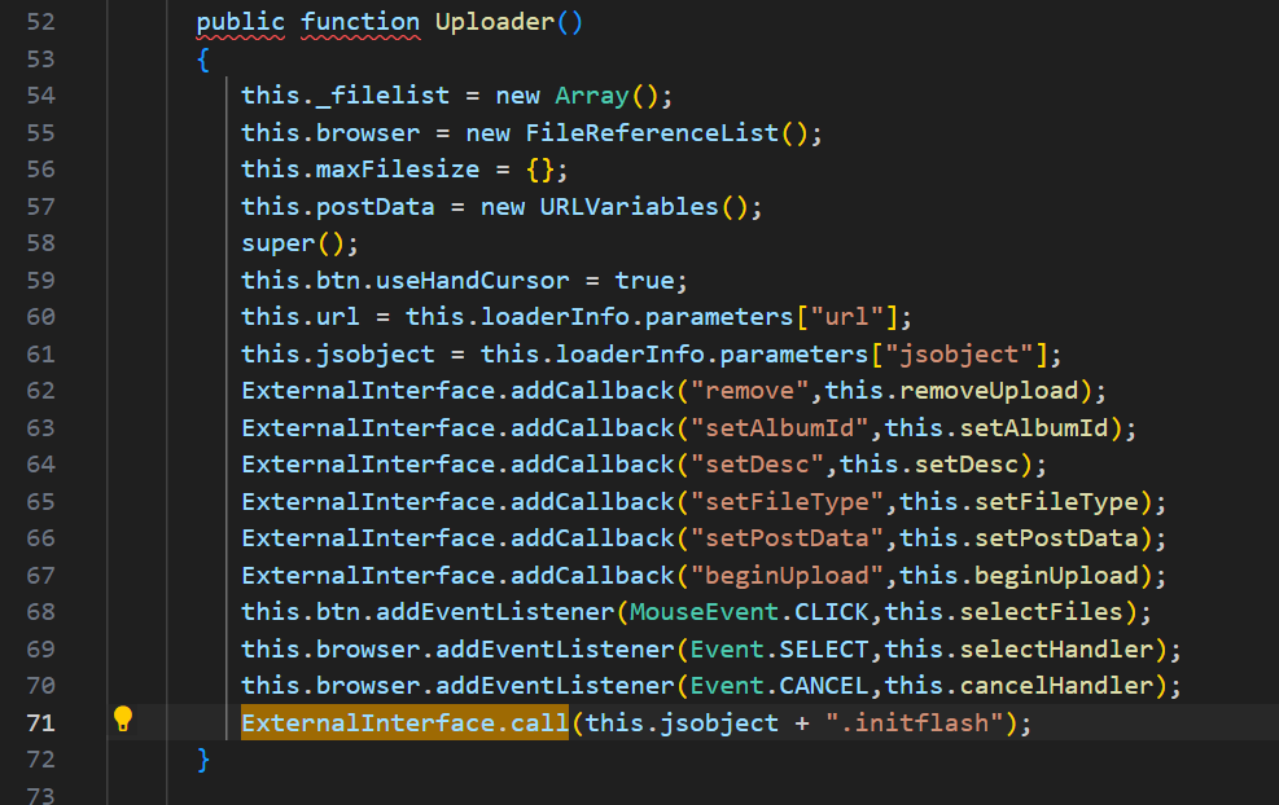 52 public function Uploader()
53 {
54 this._filelist = new Array();
55 this.browser = new FileReferenceList();
56 this.maxFilesize = {};
57 this.postData = new URLVariables();
58 super();
59 this.btn.useHandCursor = true;
60 this.url = this.loaderInfo.parameters["url"];
61 this.jsobject = this.loaderInfo.parameters["jsobject"];
62 ExternalInterface.addCallback("remove",this.removeUpload);
63 ExternalInterface.addCallback("setAlbumId",this.setAlbumId);
64 ExternalInterface.addCallback("setDesc",this.setDesc);
65 ExternalInterface.addCallback("setFileType",this.setFileType);
66 ExternalInterface.addCallback("setPostData",this.setPostData);
67 ExternalInterface.addCallback("beginUpload",this.beginUpload);
68 this.btn.addEventListener(MouseEvent.CLICK,this.selectFiles);
69 this.browser.addEventListener(Event.SELECT,this.selectHandler);
70 this.browser.addEventListener(Event.CANCEL,this.cancelHandler);
71 ExternalInterface.call(this.jsobject + ".initflash");
72 }
73